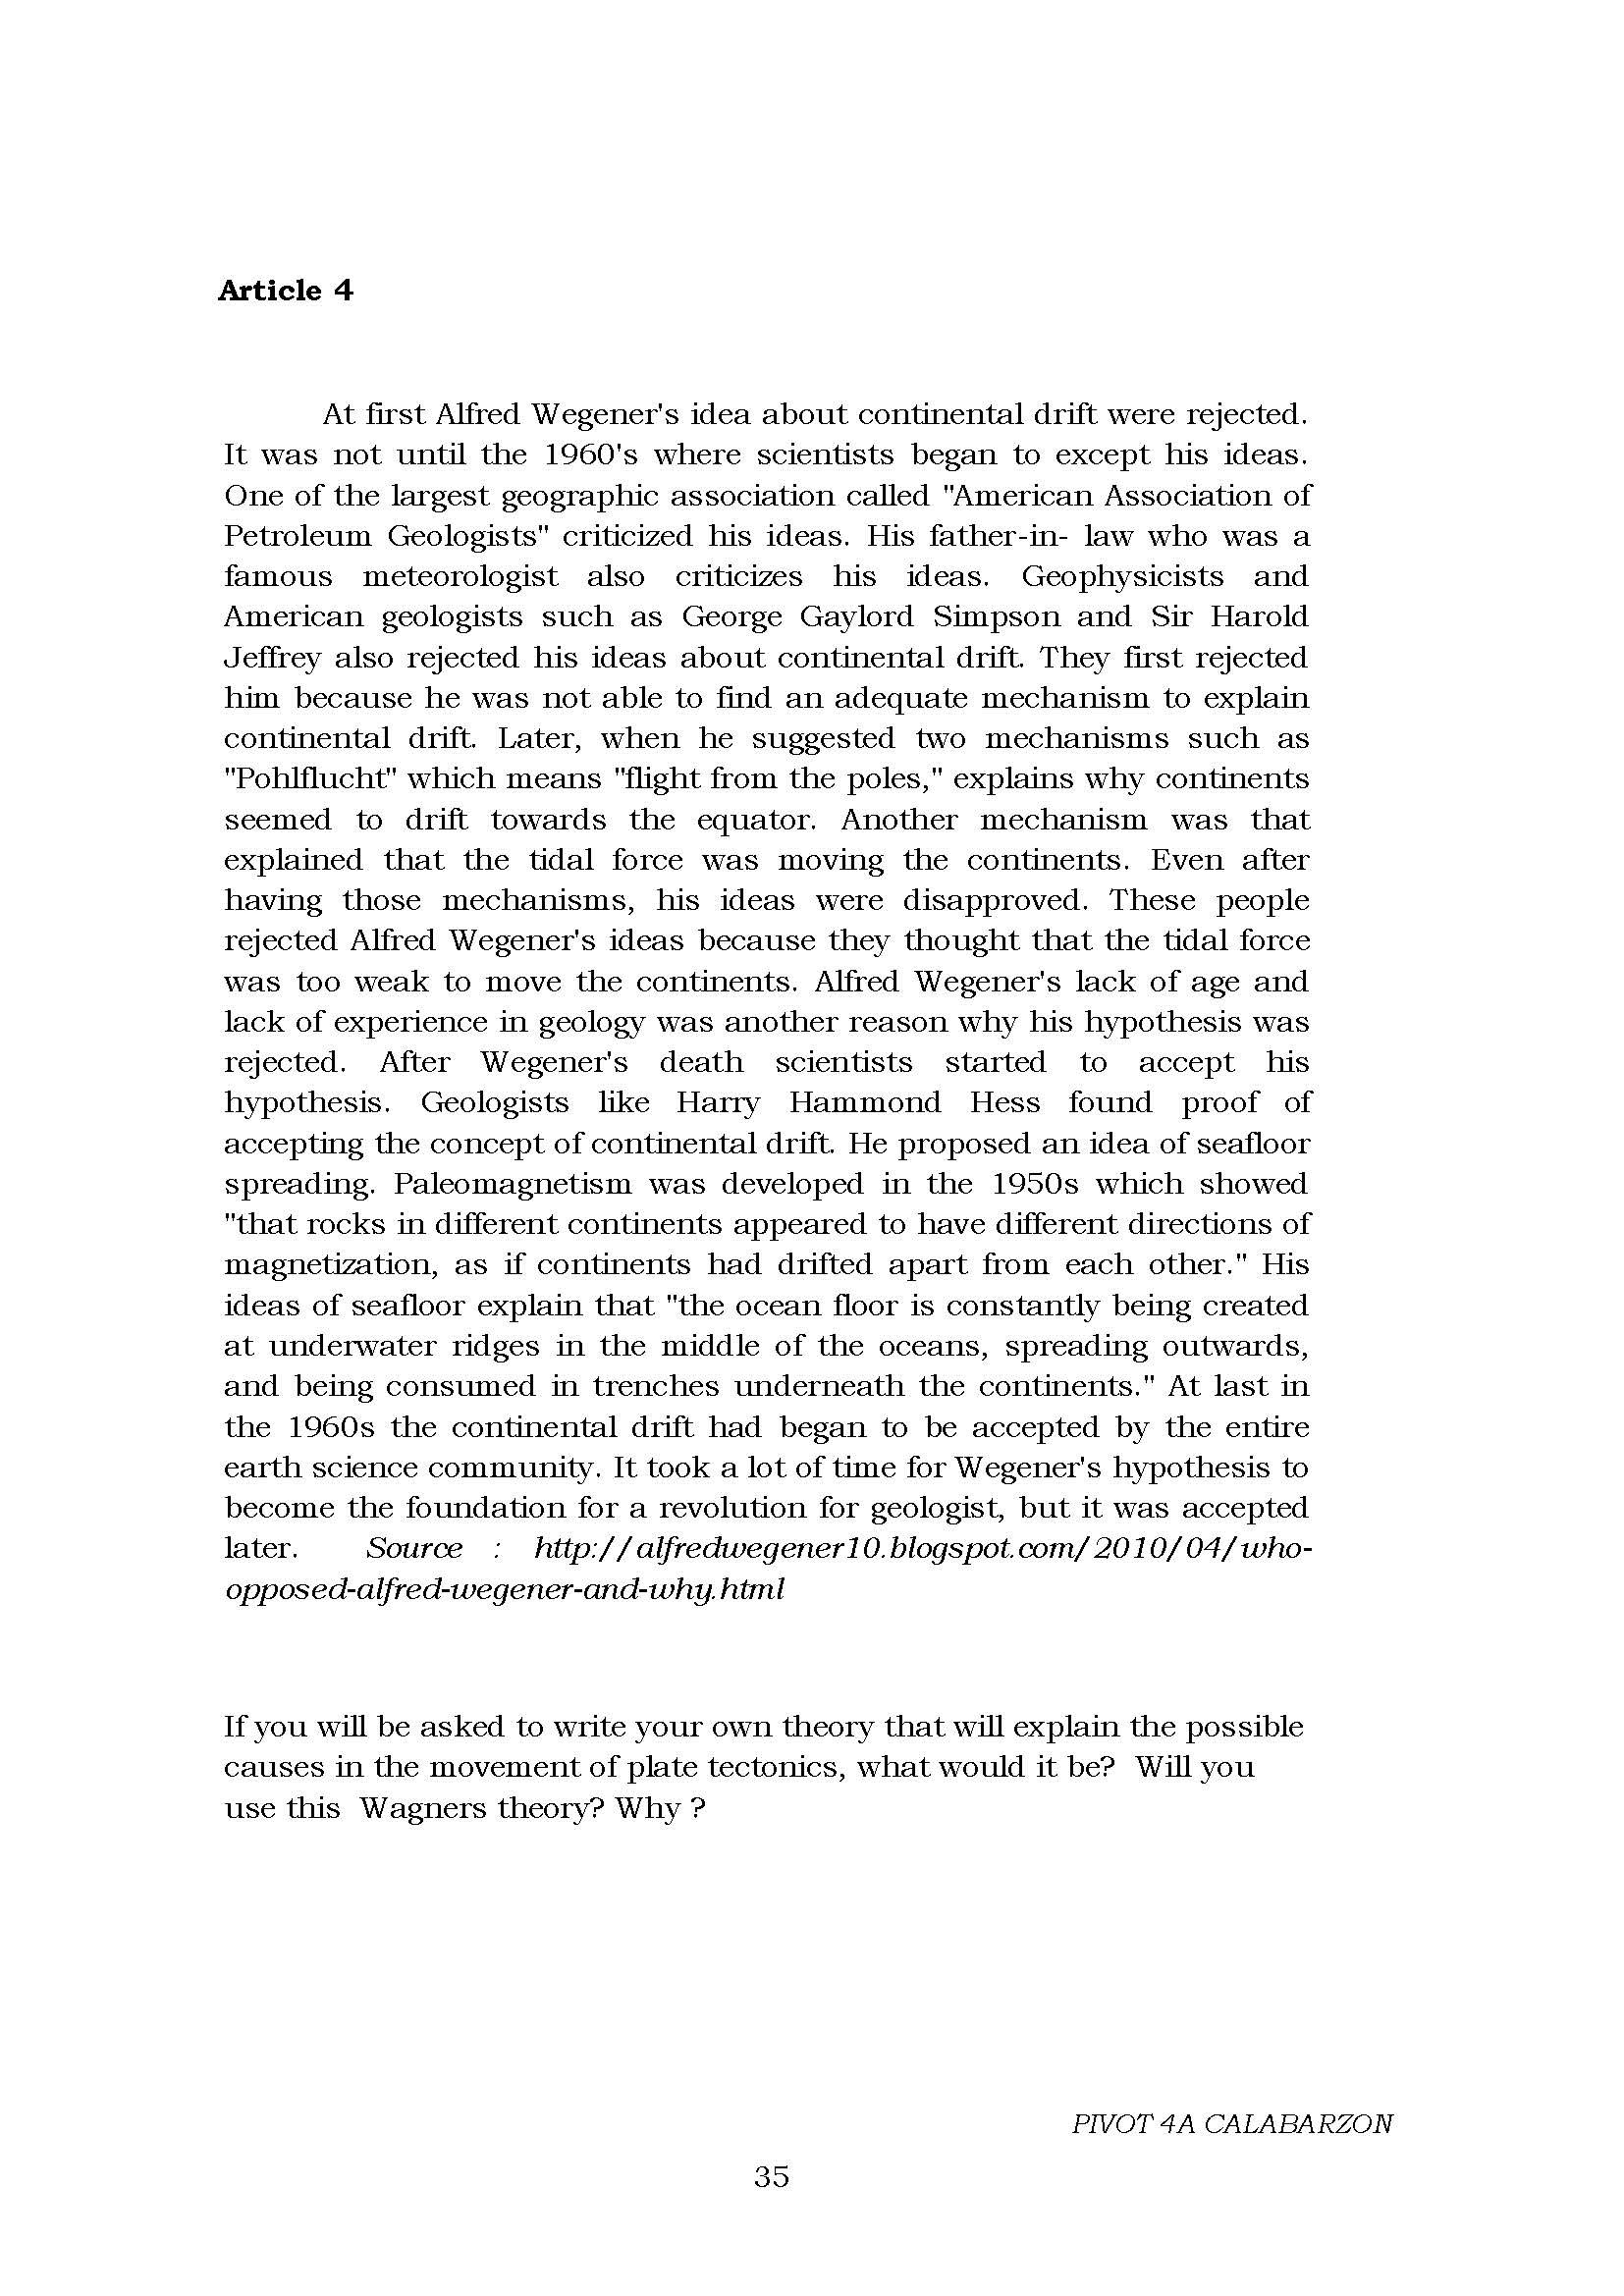 Article 4
At first Alfred Wegener's idea about continental drift were rejected.
It was not until the 1960's where scientists began to except his ideas.
One of the largest geographic association called "American Association of
Petroleum Geologists" criticized his ideas. His father-in- law who was a
famous meteorologist also criticizes his ideas. Geophysicists and
American geologists such as George Gaylord Simpson and Sir Harold
Jeffrey also rejected his ideas about continental drift. They first rejected
him because he was not able to find an adequate mechanism to explain
continental drift. Later, when he suggested two mechanisms such as
"Pohlflucht" which means "flight from the poles," explains why continents
seemed to drift towards the equator. Another mechanism was that
explained that the tidal force was moving the continents. Even after
having those mechanisms, his ideas were disapproved. These people
rejected Alfred Wegener's ideas because they thought that the tidal force
was too weak to move the continents. Alfred Wegener's lack of age and
lack of experience in geology was another reason why his hypothesis was
rejected. After Wegener's death scientists started to accept his
hypothesis. Geologists like Harry Hammond Hess found proof of
accepting the concept of continental drift. He proposed an idea of seafloor
spreading. Paleomagnetism was developed in the 1950s which showed
"that rocks in different continents appeared to have different directions of
magnetization, as if continents had drifted apart from each other." His
ideas of seafloor explain that "the ocean floor is constantly being created
at underwater ridges in the middle of the oceans, spreading outwards,
and being consumed in trenches underneath the continents." At last in
the 1960s the continental drift had began to be accepted by the entire
earth science community. It took a lot of time for Wegener's hypothesis to
become the foundation for a revolution for geologist, but it was accepted
later. Source : http://alfredwegener10.blogspot.com/2010/04/who-
opposed-alfred-wegener-and-why.html
If you will be asked to write your own theory that will explain the possible
causes in the movement of plate tectonics, what would it be? Will you
use this Wagners theory? Why ?
PIVOT 4A CALABARZON
35